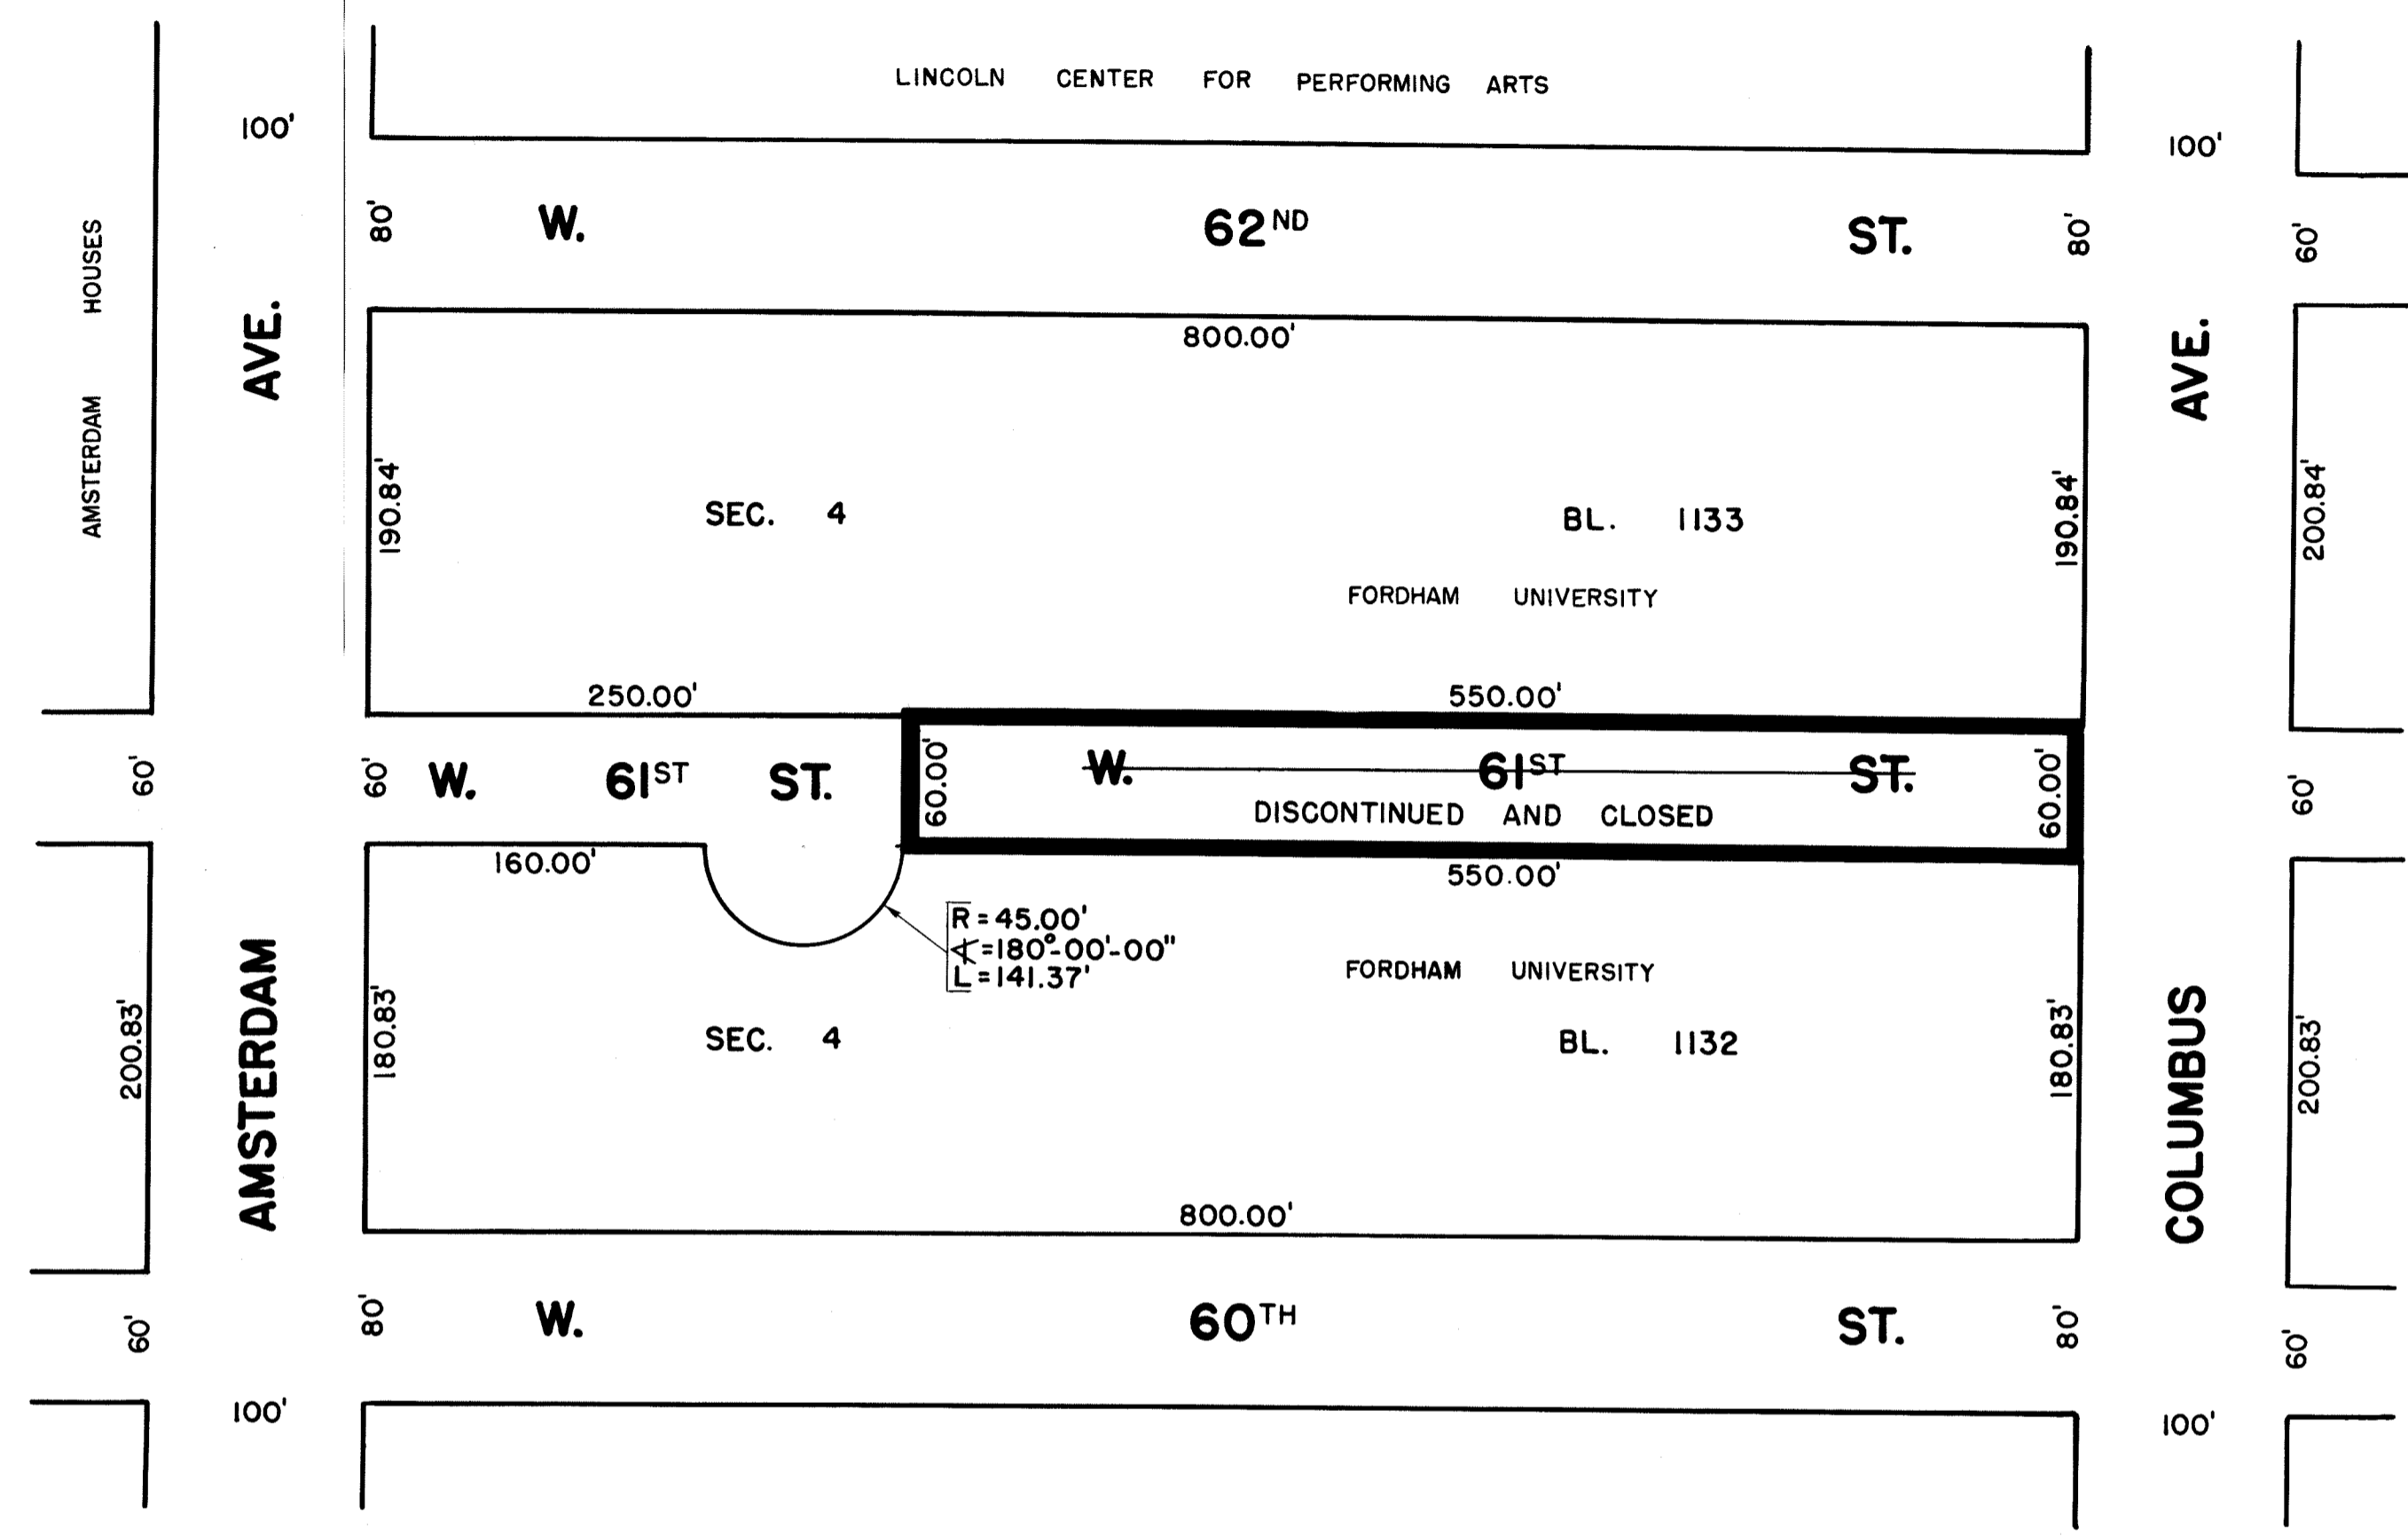 LINCOLN CENTER FOR PERFORMING ARTS
100'
100'
80'
W. 62ND ST.
80'
60'
AMSTERDAM HOUSES
AMSTERDAM AVE.
COLUMBUS AVE.
800.00'
190.84'
SEC. 4
BL. 1133
190.84'
200.84'
FORDHAM UNIVERSITY
250.00'
550.00'
60'
60'
W. 61ST ST.
60.00'
W. 61ST ST.
DISCONTINUED AND CLOSED
60.00'
60'
160.00'
550.00'
R=45.00'
∢=180°-00'-00"
L=141.37'
FORDHAM UNIVERSITY
200.83'
180.83'
SEC. 4
BL. 1132
180.83'
200.83'
800.00'
60'
80'
W. 60TH ST.
80'
60'
100'
100'